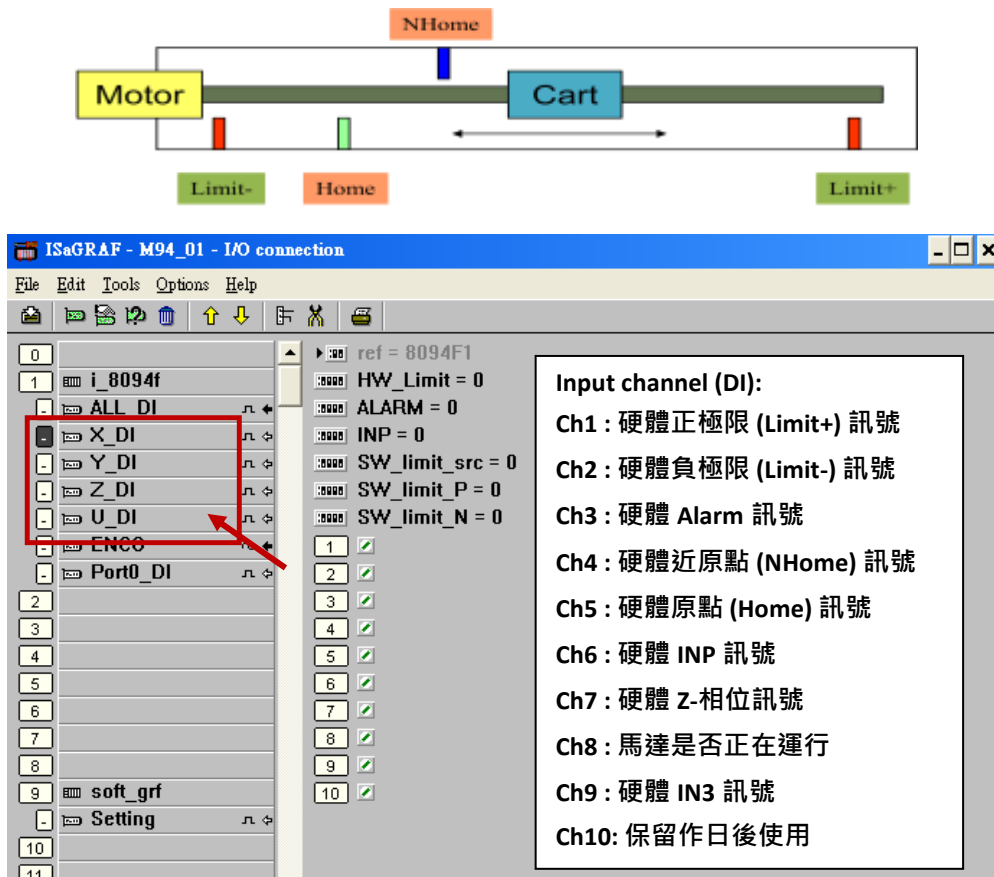 NHome
Motor
Cart
Limit-
Home
Limit+
ISaGRAF - M94_01 - I/O connection
File Edit Tools Options Help
0
1 i_8094f
ALL_DI
X_DI
Y_DI
Z_DI
U_DI
ENCO
Port0_DI
2
3
4
5
6
7
8
9 soft_grf
Setting
10
11
ref = 8094F1
HW_Limit = 0
ALARM = 0
INP = 0
SW_limit_src = 0
SW_limit_P = 0
SW_limit_N = 0
1
2
3
4
5
6
7
8
9
10
Input channel (DI):
Ch1 : 硬體正極限 (Limit+) 訊號
Ch2 : 硬體負極限 (Limit-) 訊號
Ch3 : 硬體 Alarm 訊號
Ch4 : 硬體近原點 (NHome) 訊號
Ch5 : 硬體原點 (Home) 訊號
Ch6 : 硬體 INP 訊號
Ch7 : 硬體 Z-相位訊號
Ch8 : 馬達是否正在運行
Ch9 : 硬體 IN3 訊號
Ch10: 保留作日後使用